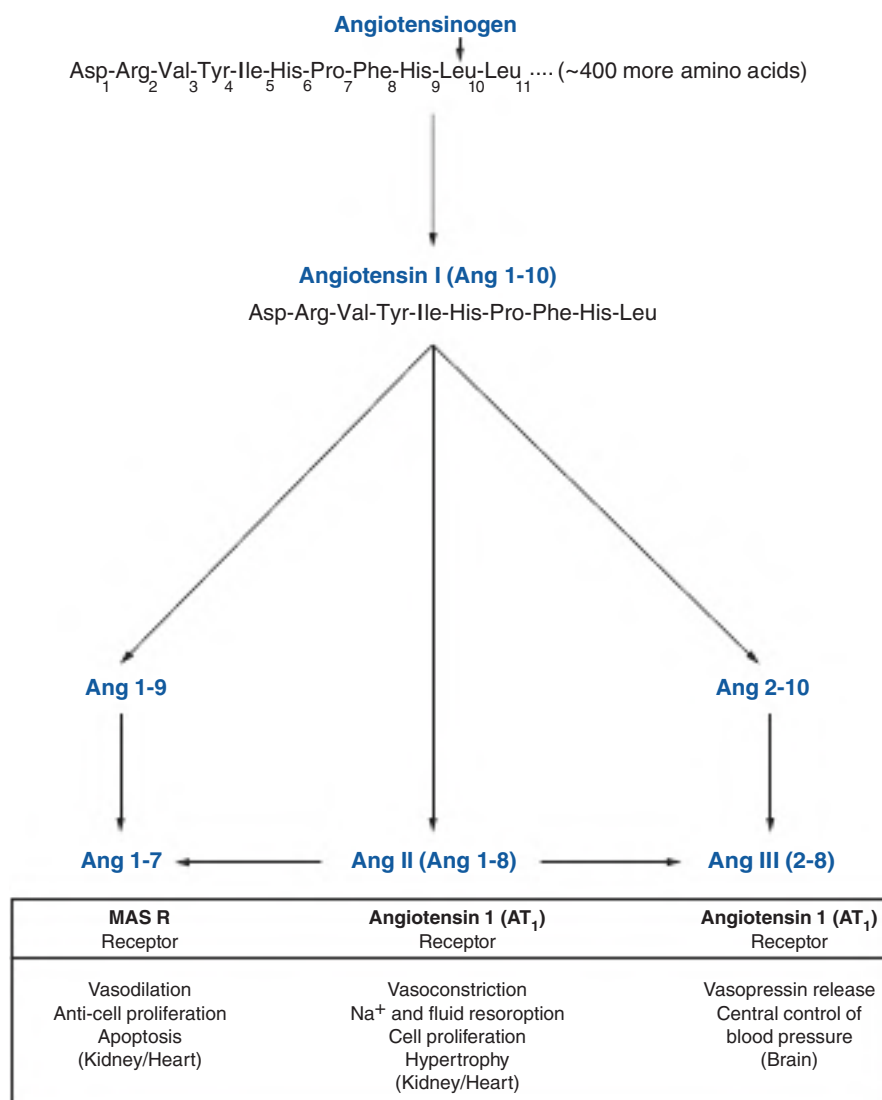 Angiotensinogen
Asp-Arg-Val-Tyr-Ile-His-Pro-Phe-His-Leu-Leu ···· (~400 more amino acids)
1 2 3 4 5 6 7 8 9 10 11
Angiotensin I (Ang 1-10)
Asp-Arg-Val-Tyr-Ile-His-Pro-Phe-His-Leu
Ang 1-9 Ang 2-10
Ang 1-7 Ang II (Ang 1-8) Ang III (2-8)
MAS R
Receptor
Angiotensin 1 (AT₁)
Receptor
Angiotensin 1 (AT₁)
Receptor
Vasodilation
Anti-cell proliferation
Apoptosis
(Kidney/Heart)
Vasoconstriction
Na⁺ and fluid resoroption
Cell proliferation
Hypertrophy
(Kidney/Heart)
Vasopressin release
Central control of
blood pressure
(Brain)